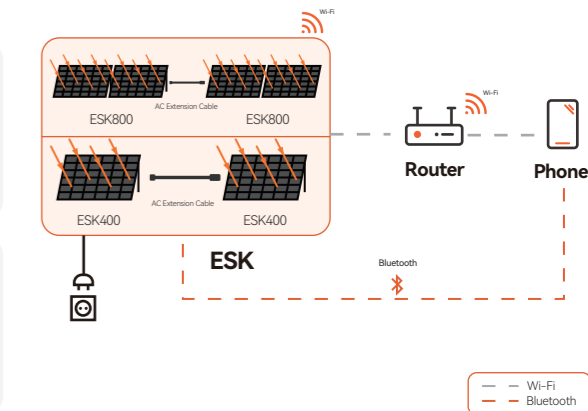 Wi-Fi
AC Extension Cable
ESK800
ESK800
Wi-Fi
Router
Phone
AC Extension Cable
ESK400
ESK400
ESK
Bluetooth
Wi-Fi
Bluetooth